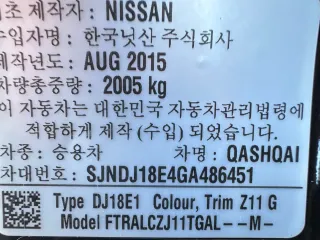 최초 제작자 : NISSAN
수입자명 : 한국닛산 주식회사
제작년도: AUG 2015
차량총중량: 2005 kg
이 자동차는 대한민국 자동차관리법령에
적합하게 제작 (수입) 되었습니다.
차종: 승용차 차명: QASHQAI
차대번호: SJNDJ18E4GA486451
Type DJ18E1 Colour, Trim Z11 G
Model FTRALCZJ11TGAL--M-